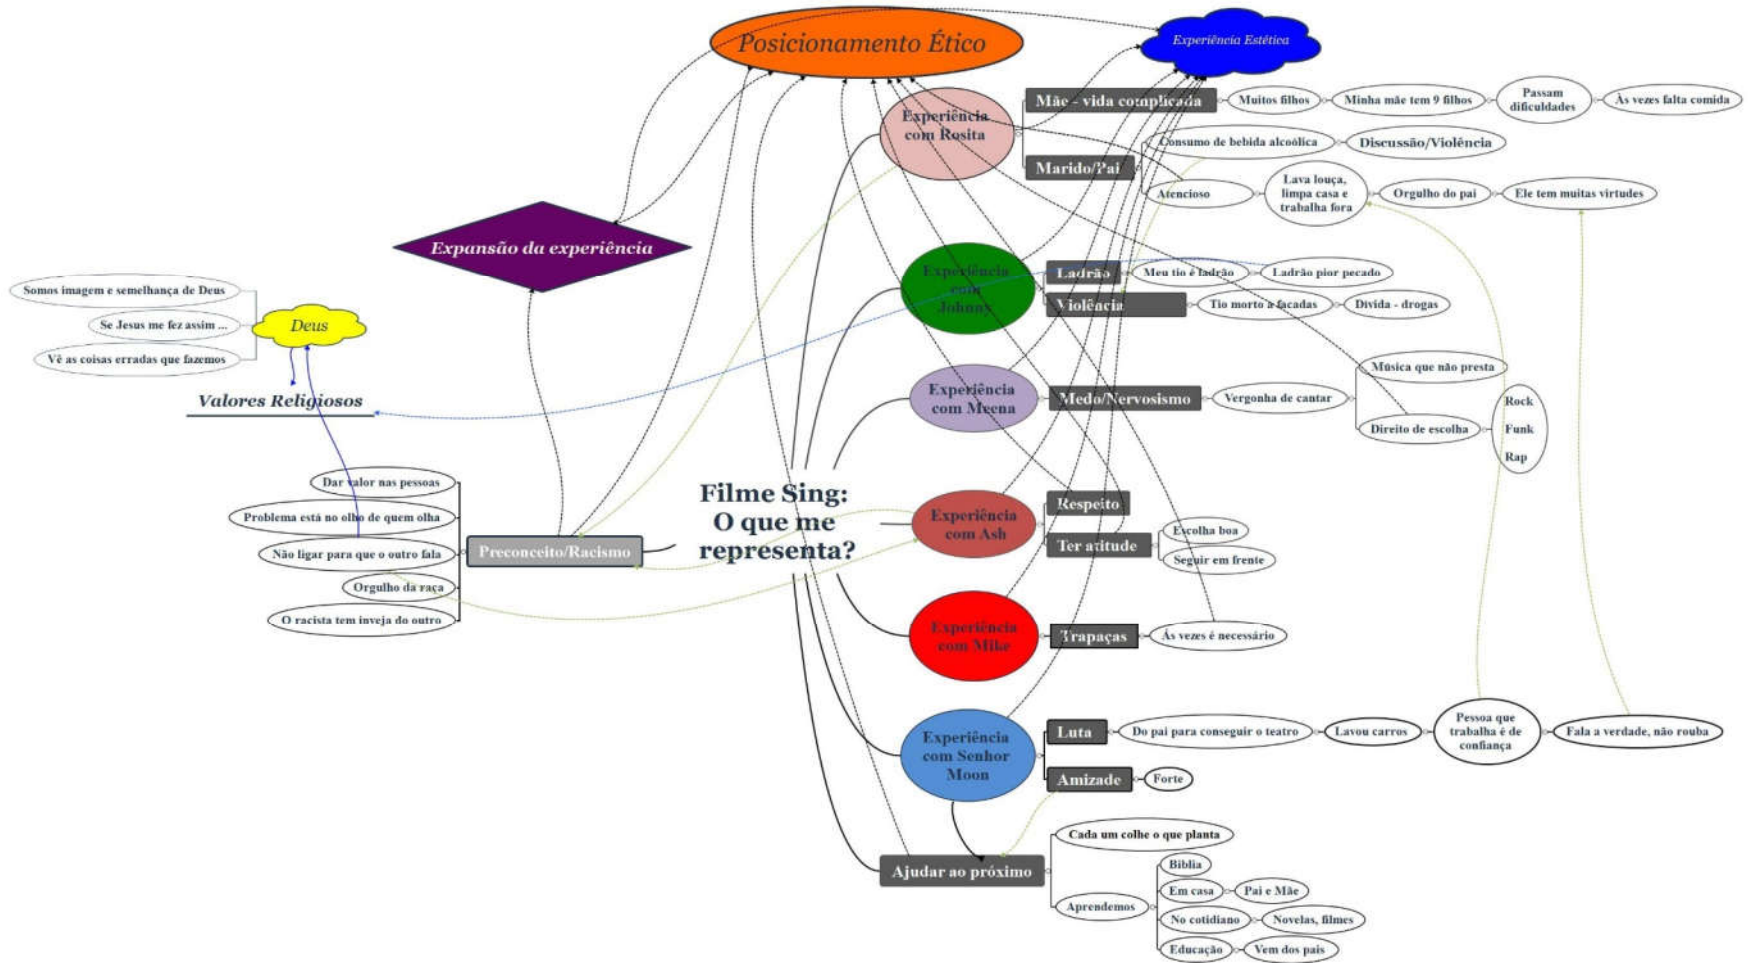 Posicionamento Ético
Experiência Estética
Experiência
com Rosita
Mãe - vida complicada
Muitos filhos
Minha mãe tem 9 filhos
Passam
dificuldades
Às vezes falta comida
Marido/Pai
Consumo de bebida alcoólica
Discussão/Violência
Atencioso
Lava louça,
limpa casa e
trabalha fora
Orgulho do pai
Ele tem muitas virtudes
Expansão da experiência
Somos imagem e semelhança de Deus
Se Jesus me fez assim ...
Vê as coisas erradas que fazemos
Deus
Valores Religiosos
Experiência
com
Johnny
Ladrão
Meu tio é ladrão
Ladrão pior pecado
Violência
Tio morto a facadas
Dívida - drogas
Experiência
com Meena
Medo/Nervosismo
Vergonha de cantar
Música que não presta
Direito de escolha
Rock
Funk
Rap
Dar valor nas pessoas
Problema está no olho de quem olha
Não ligar para que o outro fala
Orgulho da raça
O racista tem inveja do outro
Preconceito/Racismo
Filme Sing:
O que me
representa?
Experiência
com Ash
Respeito
Ter atitude
Escolha boa
Seguir em frente
Experiência
com Mike
Trapaças
Ás vezes é necessário
Experiência
com Senhor
Moon
Luta
Do pai para conseguir o teatro
Lavou carros
Pessoa que
trabalha é de
confiança
Fala a verdade, não rouba
Amizade
Forte
Ajudar ao próximo
Cada um colhe o que planta
Aprendemos
Bíblia
Em casa
Pai e Mãe
No cotidiano
Novelas, filmes
Educação
Vem dos pais